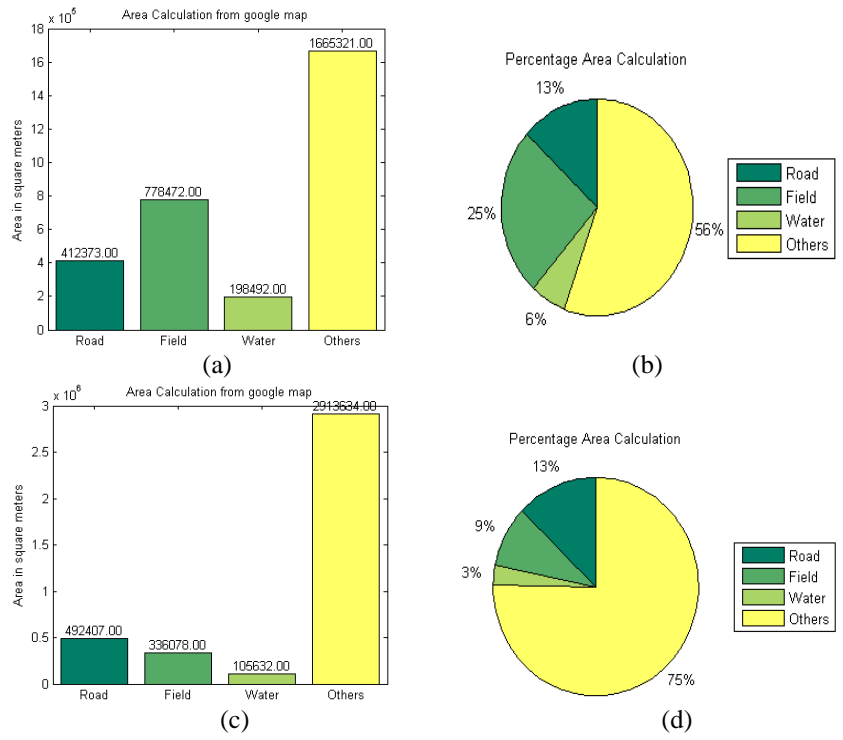 Area Calculation from google map
x 10⁵
Area in square meters
18
16
14
12
10
8
6
4
2
0
412373.00
778472.00
198492.00
1665321.00
Road Field Water Others
(a)
Percentage Area Calculation
13%
25%
6%
56%
Road
Field
Water
Others
(b)
Area Calculation from google map
x 10⁶
Area in square meters
3
2.5
2
1.5
1
0.5
0
492407.00
336078.00
105632.00
2913634.00
Road Field Water Others
(c)
Percentage Area Calculation
13%
9%
3%
75%
Road
Field
Water
Others
(d)